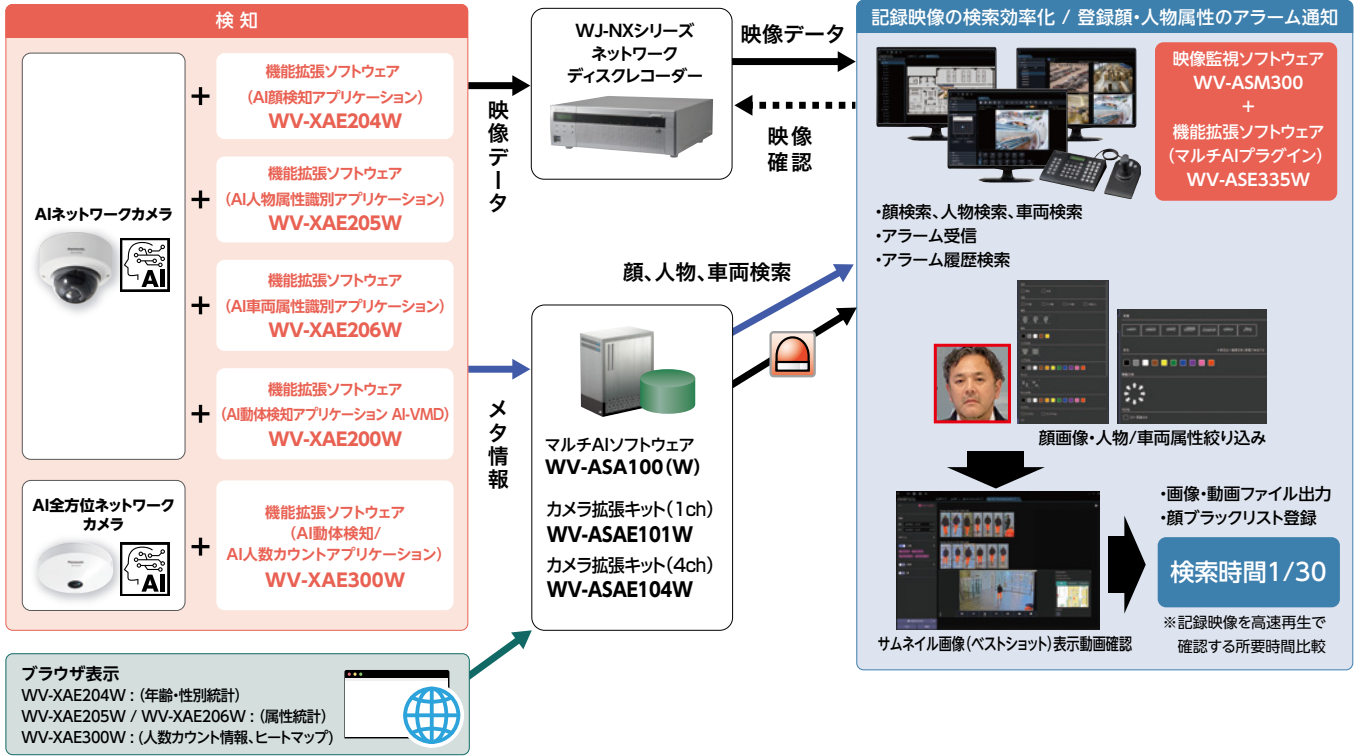 検 知
AIネットワークカメラ
AI
+
機能拡張ソフトウェア
(AI顔検知アプリケーション)
WV-XAE204W
+
機能拡張ソフトウェア
(AI人物属性識別アプリケーション)
WV-XAE205W
+
機能拡張ソフトウェア
(AI車両属性識別アプリケーション)
WV-XAE206W
+
機能拡張ソフトウェア
(AI動体検知アプリケーション AI-VMD)
WV-XAE200W
AI全方位ネットワーク
カメラ
AI
+
機能拡張ソフトウェア
(AI動体検知/
AI人数カウントアプリケーション)
WV-XAE300W
ブラウザ表示
WV-XAE204W : (年齢・性別統計)
WV-XAE205W / WV-XAE206W : (属性統計)
WV-XAE300W : (人数カウント情報、ヒートマップ)
映像データ
メタ情報
WJ-NXシリーズ
ネットワーク
ディスクレコーダー
映像データ
映像
確認
顔、人物、車両検索
マルチAIソフトウェア
WV-ASA100(W)
カメラ拡張キット(1ch)
WV-ASAE101W
カメラ拡張キット(4ch)
WV-ASAE104W
記録映像の検索効率化 / 登録顔・人物属性のアラーム通知
映像監視ソフトウェア
WV-ASM300
+
機能拡張ソフトウェア
(マルチAIプラグイン)
WV-ASE335W
・顔検索、人物検索、車両検索
・アラーム受信
・アラーム履歴検索
顔画像・人物/車両属性絞り込み
サムネイル画像(ベストショット)表示動画確認
・画像・動画ファイル出力
・顔ブラックリスト登録
検索時間1/30
※記録映像を高速再生で
確認する所要時間比較